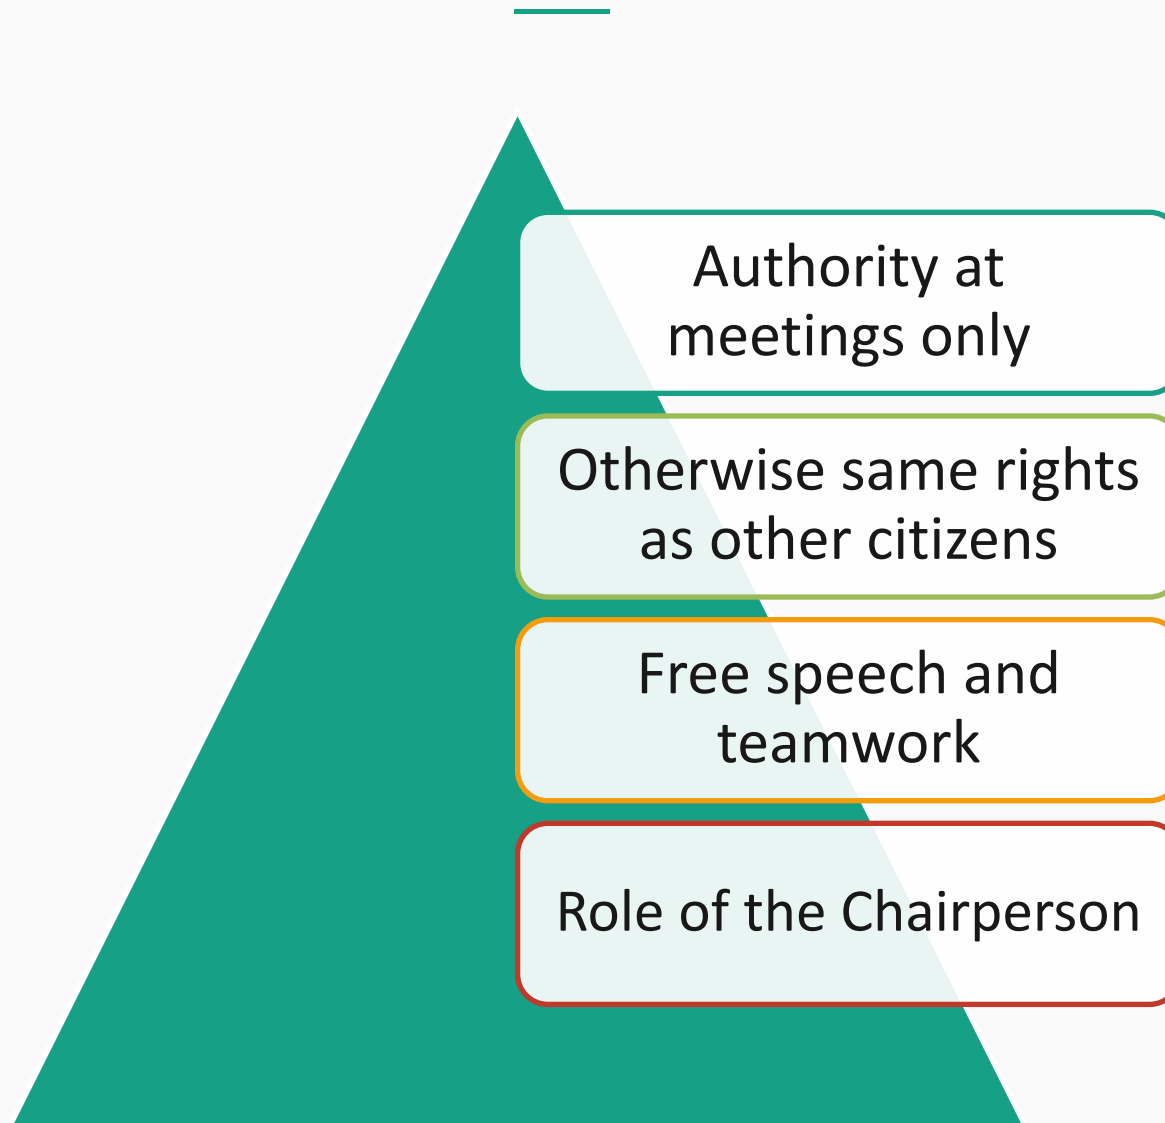 Authority at
meetings only
Otherwise same rights
as other citizens
Free speech and
teamwork
Role of the Chairperson